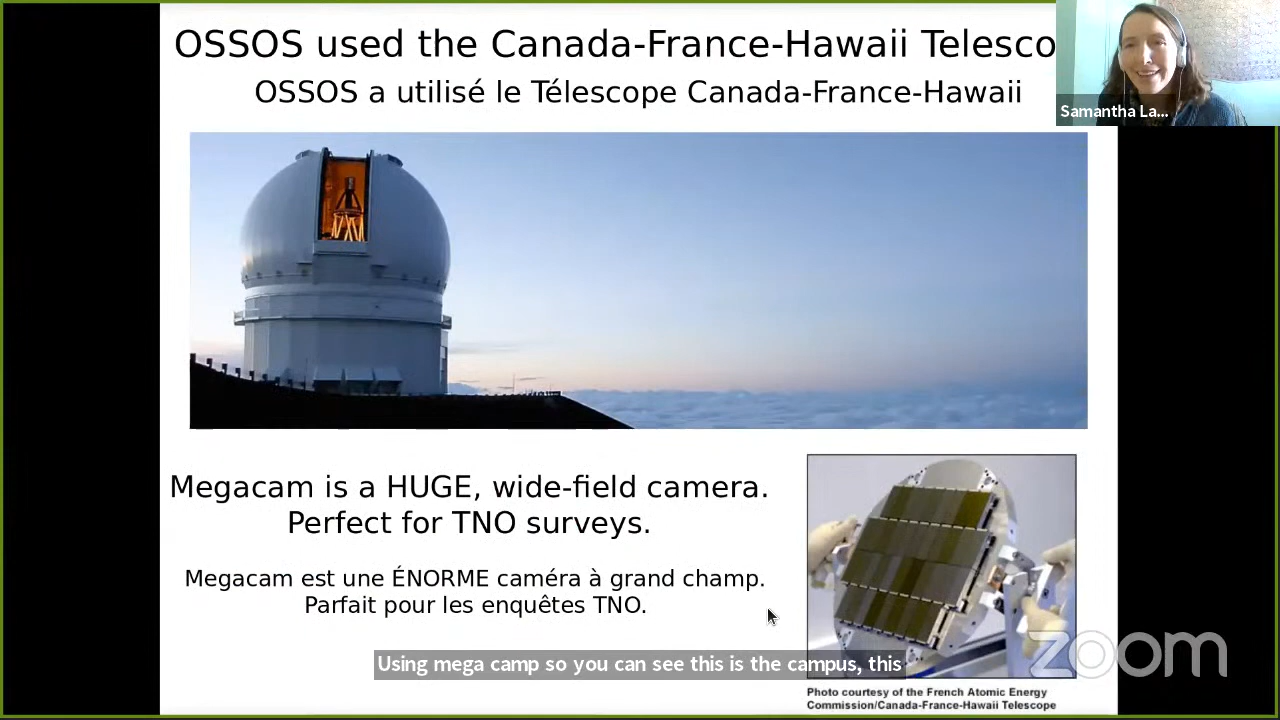 OSSOS used the Canada-France-Hawaii Telesco
OSSOS a utilisé le Télescope Canada-France-Hawaii
Samantha La...
Megacam is a HUGE, wide-field camera.
Perfect for TNO surveys.
Megacam est une ÉNORME caméra à grand champ.
Parfait pour les enquêtes TNO.
Using mega camp so you can see this is the campus, this
zoom
Photo courtesy of the French Atomic Energy
Commission/Canada-France-Hawaii Telescope